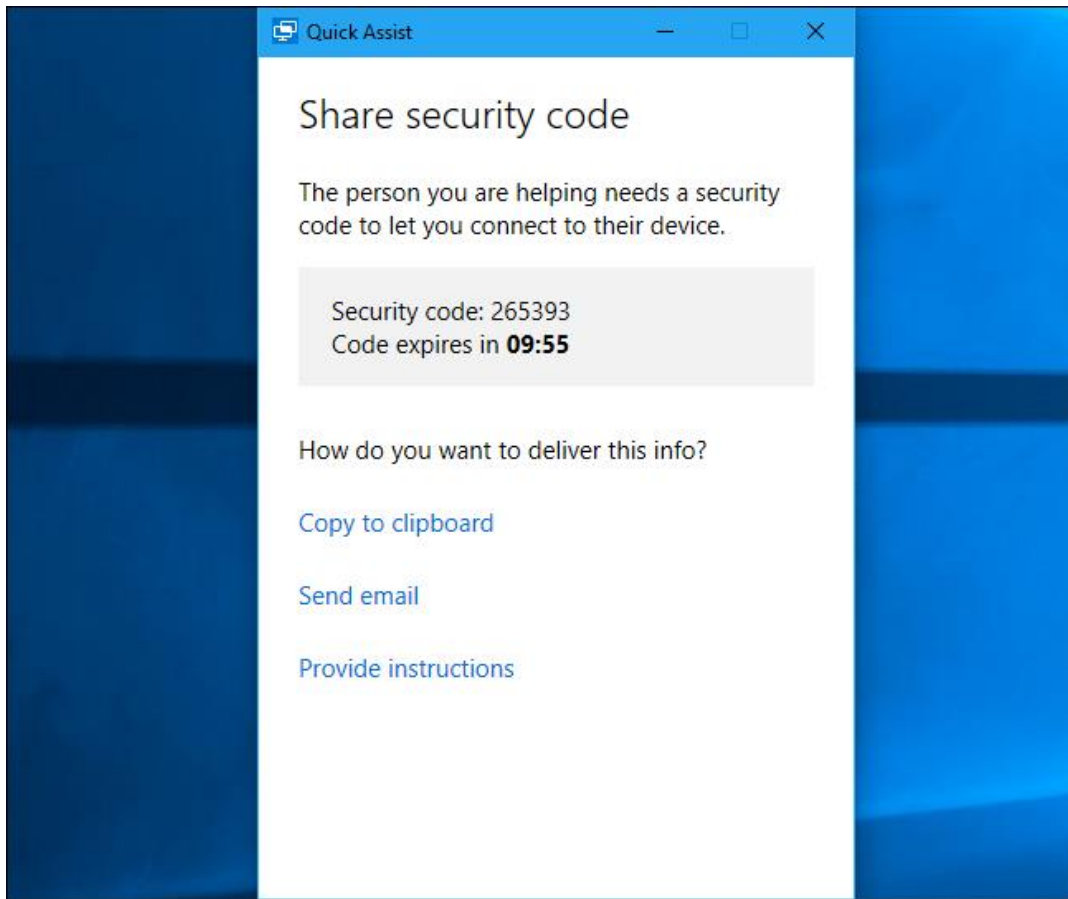 Quick Assist
Share security code
The person you are helping needs a security
code to let you connect to their device.
Security code: 265393
Code expires in 09:55
How do you want to deliver this info?
Copy to clipboard
Send email
Provide instructions